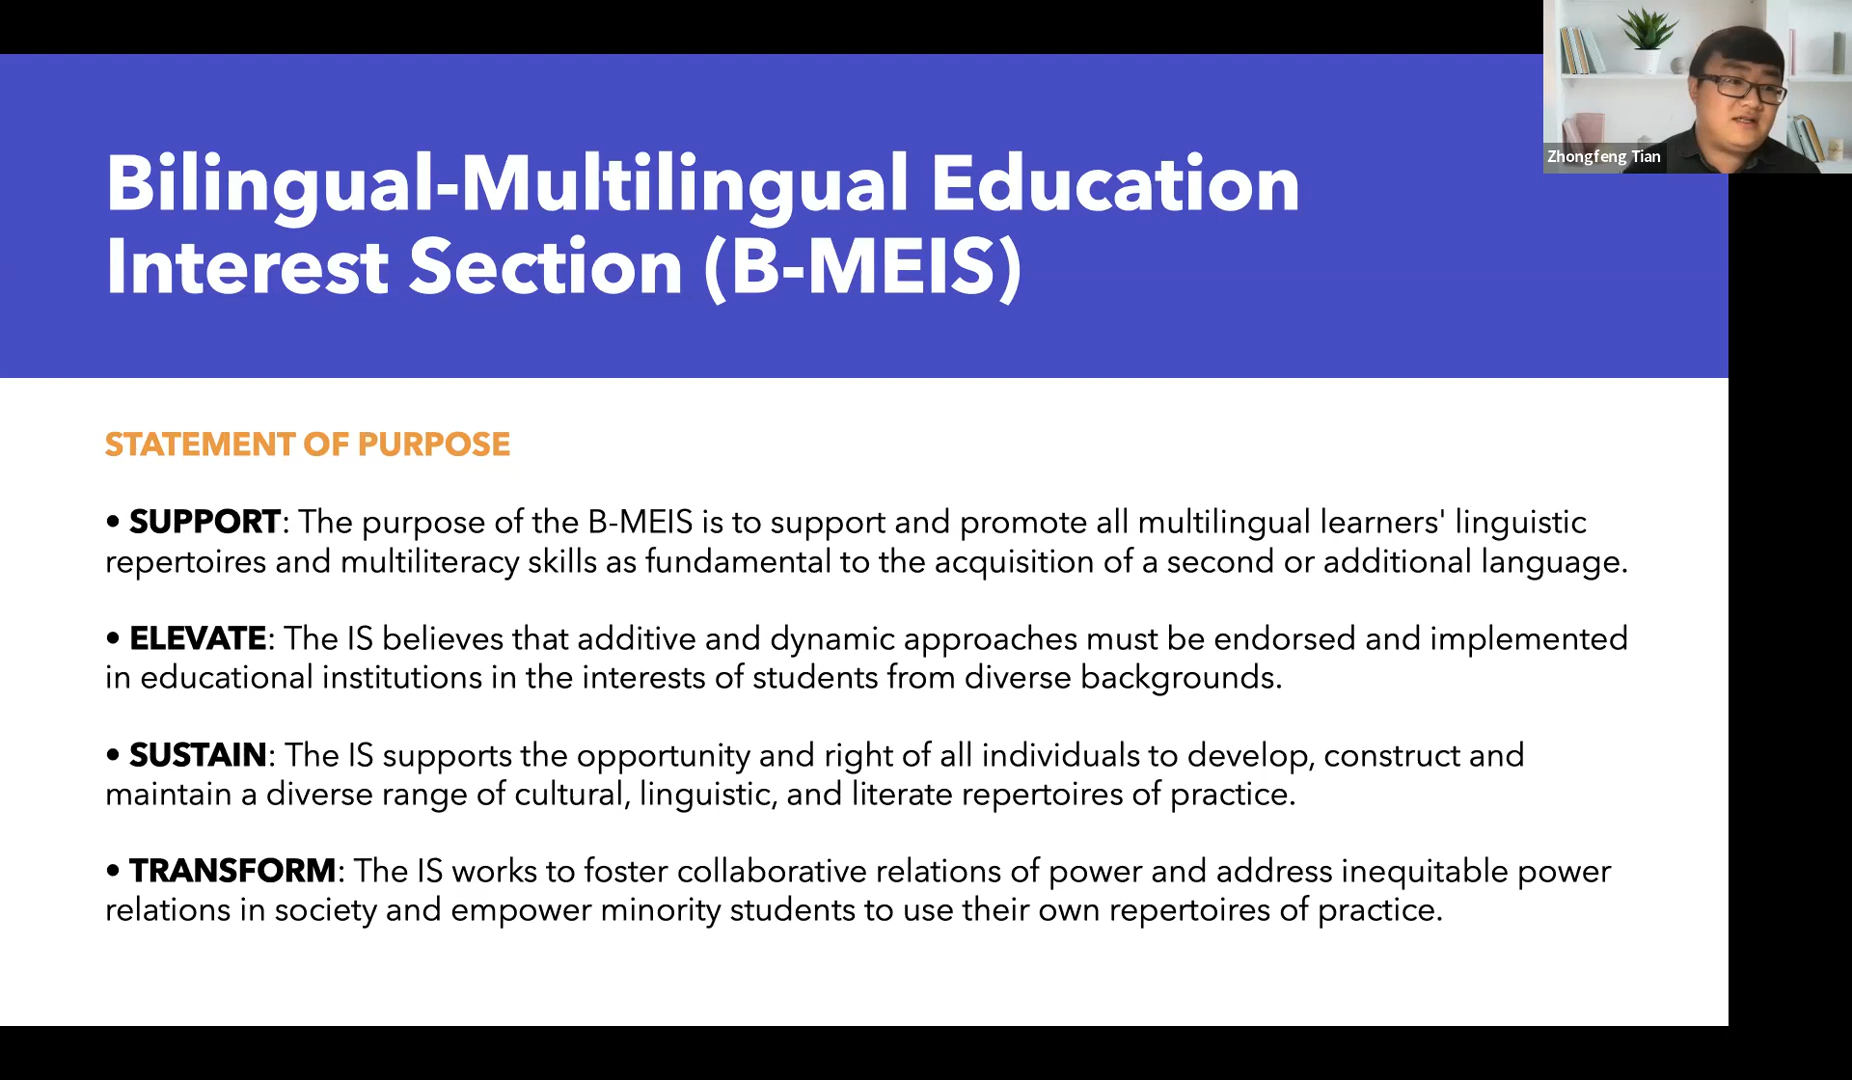 Bilingual-Multilingual Education
Interest Section (B-MEIS)
Zhongfeng Tian
STATEMENT OF PURPOSE
• SUPPORT: The purpose of the B-MEIS is to support and promote all multilingual learners' linguistic
repertoires and multiliteracy skills as fundamental to the acquisition of a second or additional language.
• ELEVATE: The IS believes that additive and dynamic approaches must be endorsed and implemented
in educational institutions in the interests of students from diverse backgrounds.
• SUSTAIN: The IS supports the opportunity and right of all individuals to develop, construct and
maintain a diverse range of cultural, linguistic, and literate repertoires of practice.
• TRANSFORM: The IS works to foster collaborative relations of power and address inequitable power
relations in society and empower minority students to use their own repertoires of practice.